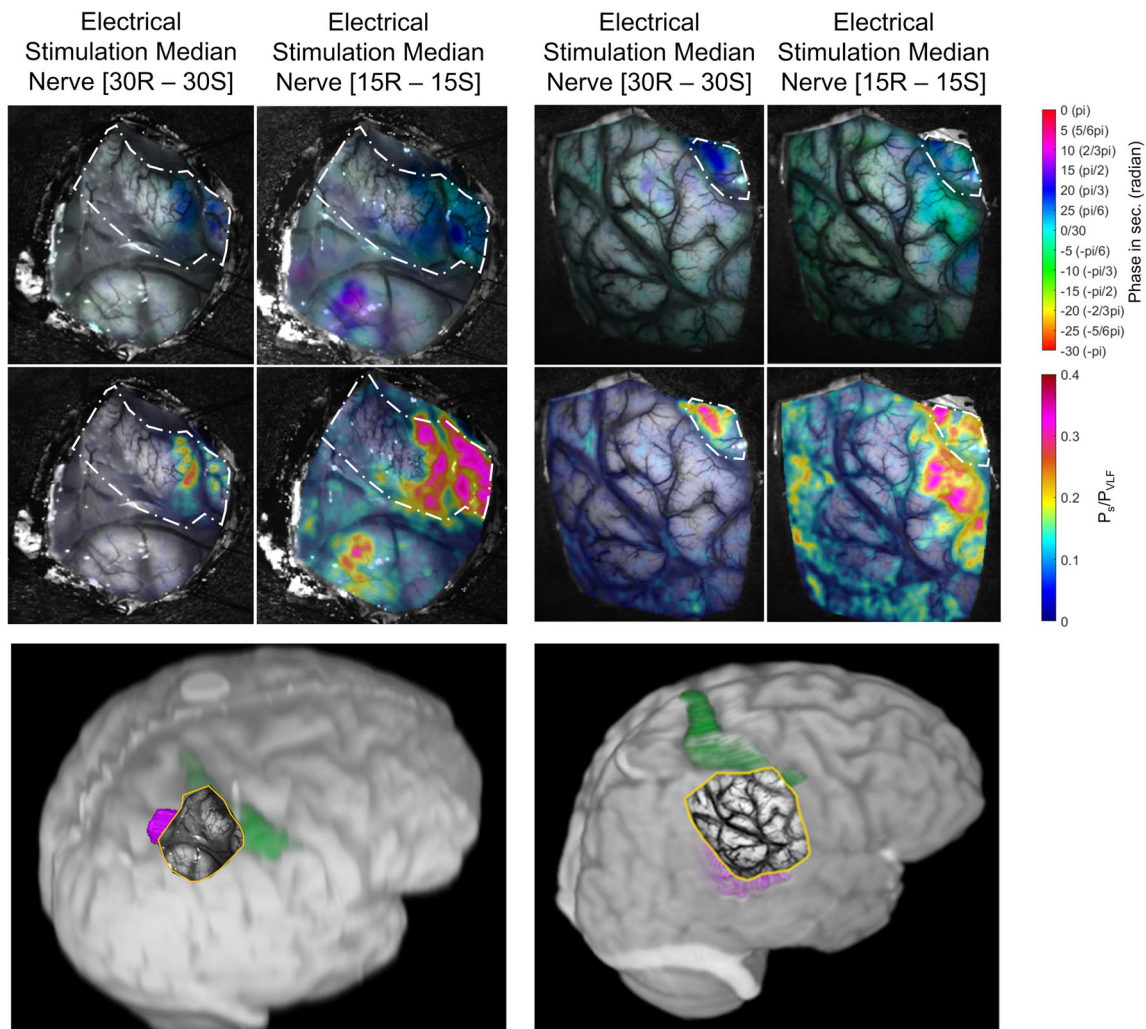 Electrical
Stimulation Median
Nerve [30R – 30S]
Electrical
Stimulation Median
Nerve [15R – 15S]
Electrical
Stimulation Median
Nerve [30R – 30S]
Electrical
Stimulation Median
Nerve [15R – 15S]
0 (pi)
5 (5/6pi)
10 (2/3pi)
15 (pi/2)
20 (pi/3)
25 (pi/6)
0/30
-5 (-pi/6)
-10 (-pi/3)
-15 (-pi/2)
-20 (-2/3pi)
-25 (-5/6pi)
-30 (-pi)
Phase in sec. (radian)
0.4
0.3
0.2
0.1
0
PS/PVLF